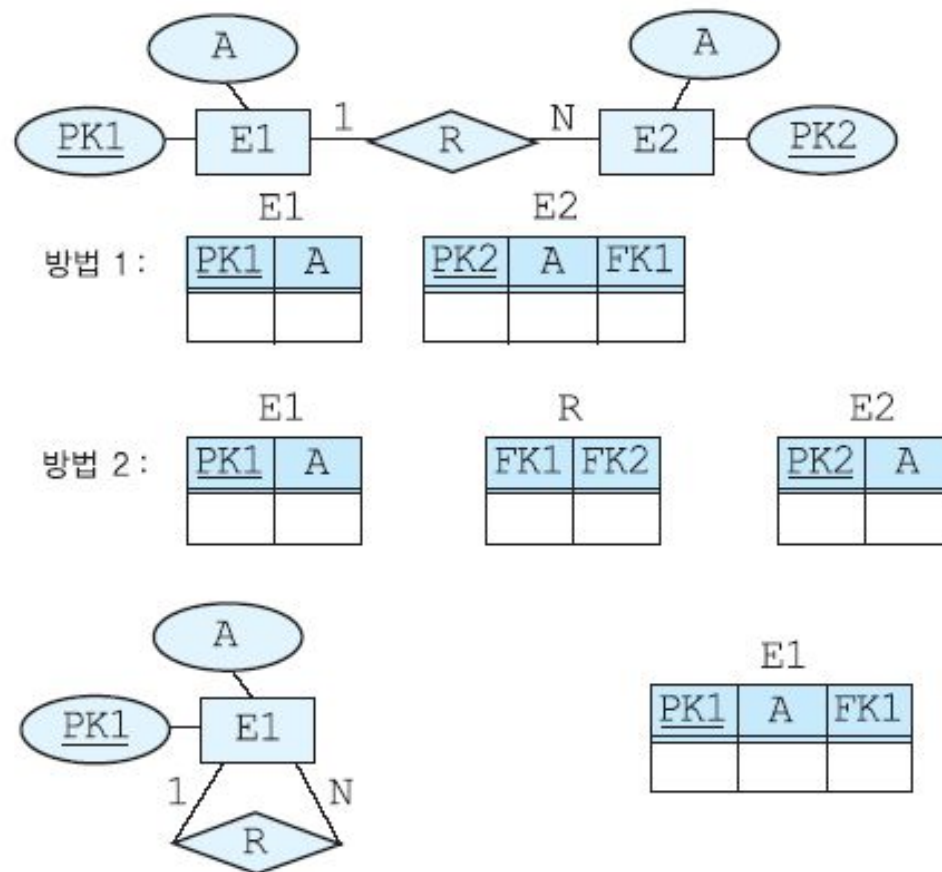 A A
PK1 E1 1 R N E2 PK2
E1 E2
방법 1: PK1 A PK2 A FK1
E1 R E2
방법 2: PK1 A FK1 FK2 PK2 A
A
E1
PK1 E1 PK1 A FK1
1 N
R